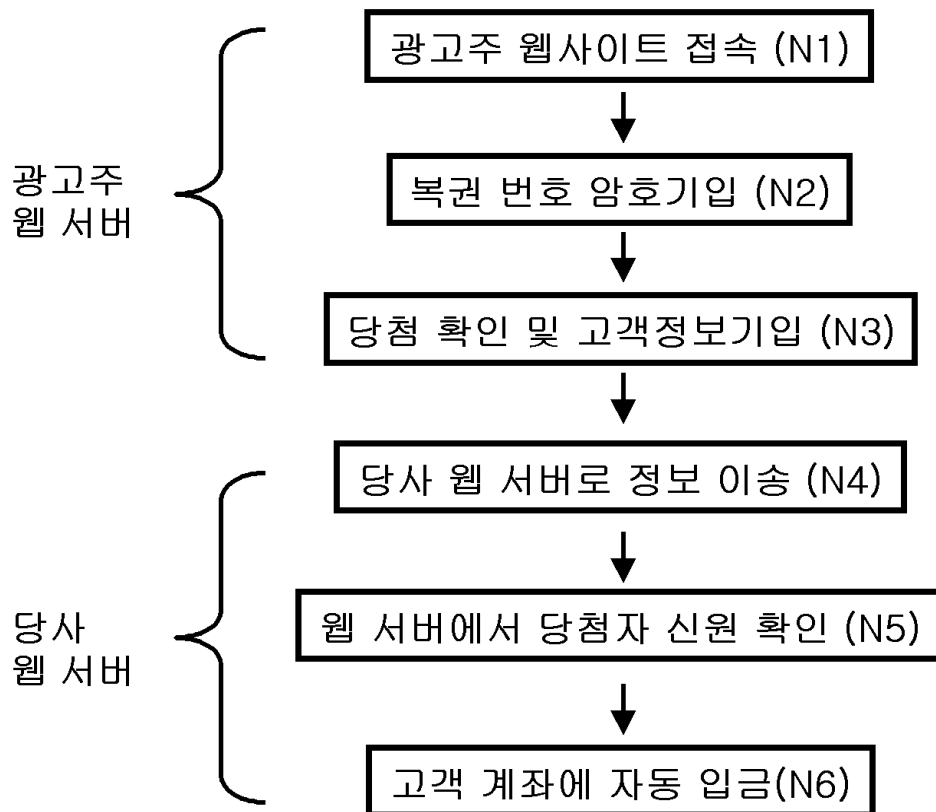 광고주 웹사이트 접속 (N1)
광고주
웹 서버
복권 번호 암호기입 (N2)
당첨 확인 및 고객정보기입 (N3)
당사 웹 서버로 정보 이송 (N4)
당사
웹 서버
웹 서버에서 당첨자 신원 확인 (N5)
고객 계좌에 자동 입금(N6)